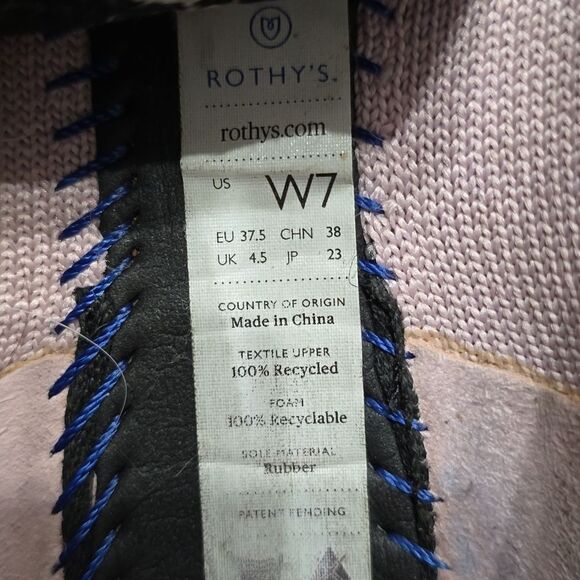 ROTHY'S
rothys.com
US W7
EU 37.5 CHN 38
UK 4.5 JP 23
COUNTRY OF ORIGIN
Made in China
TEXTILE UPPER
100% Recycled
FOAM
100% Recyclable
SOLE MATERIAL
Rubber
PATENT PENDING